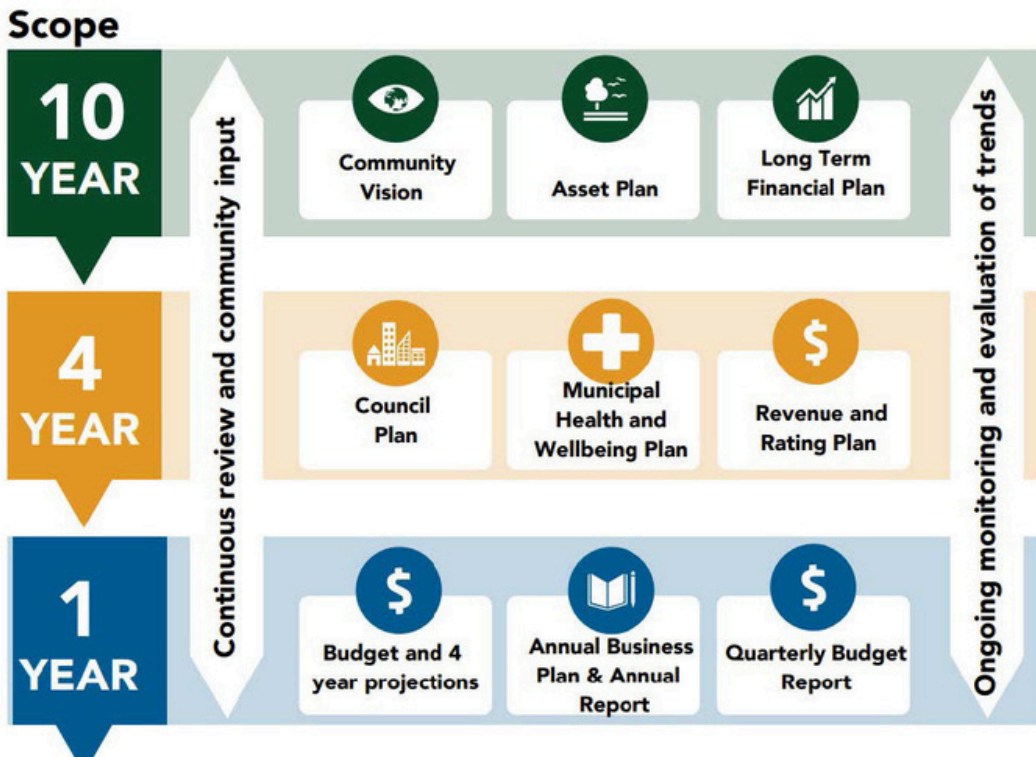 Scope
10
YEAR
Continuous review and community input
Community
Vision
Asset Plan
Long Term
Financial Plan
Ongoing monitoring and evaluation of trends
4
YEAR
Council
Plan
Municipal
Health and
Wellbeing Plan
$
Revenue and
Rating Plan
1
YEAR
$
Budget and 4
year projections
Annual Business
Plan & Annual
Report
$
Quarterly Budget
Report